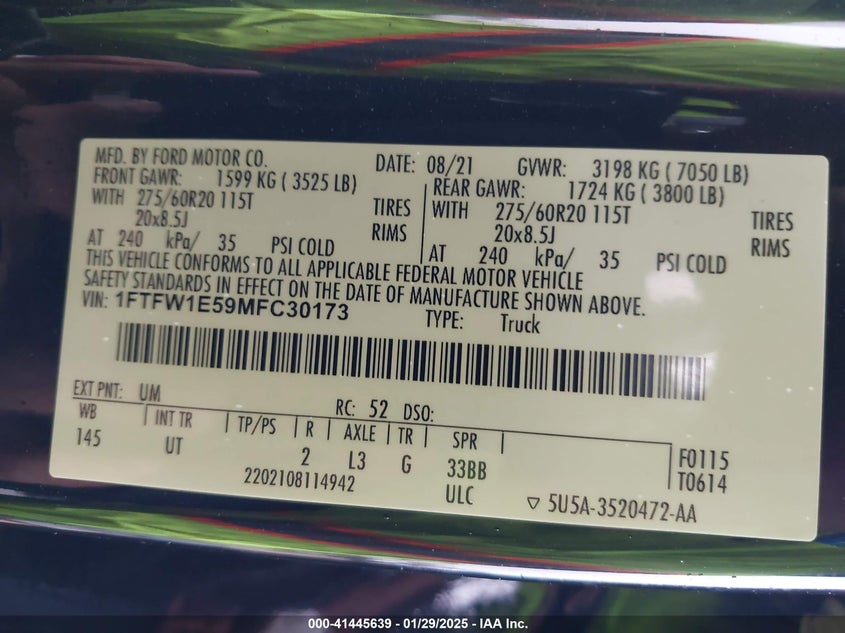 MFD. BY FORD MOTOR CO. DATE: 08/21 GVWR: 3198 KG ( 7050 LB)
FRONT GAWR: 1599 KG ( 3525 LB) REAR GAWR: 1724 KG ( 3800 LB)
WITH 275/60R20 115T TIRES WITH 275/60R20 115T TIRES
20x8.5J RIMS 20x8.5J RIMS
AT 240 kPa/ 35 PSI COLD AT 240 kPa/ 35 PSI COLD
THIS VEHICLE CONFORMS TO ALL APPLICABLE FEDERAL MOTOR VEHICLE
SAFETY STANDARDS IN EFFECT ON THE DATE OF MANUFACTURE SHOWN ABOVE.
VIN: 1FTFW1E59MFC30173 TYPE: Truck
EXT PNT: UM RC: 52 DSO:
WB INT TR TP/PS R AXLE TR SPR
145 UT 2 L3 G 33BB F0115
2202108114942 ULC T0614
5U5A-3520472-AA
000-41445639 - 01/29/2025 - IAA Inc.